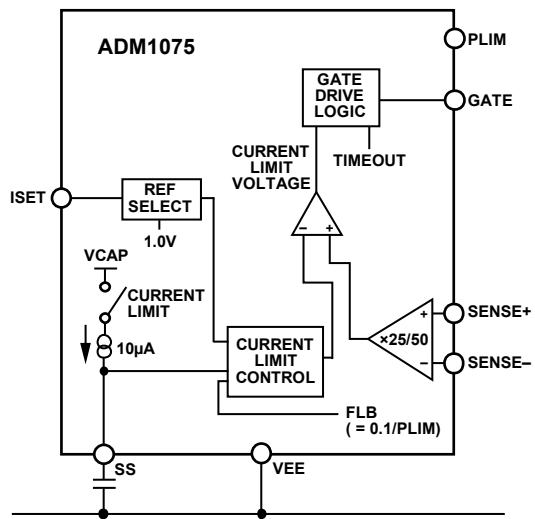 ADM1075
PLIM
GATE
DRIVE
LOGIC
GATE
CURRENT
LIMIT
VOLTAGE
TIMEOUT
ISET
REF
SELECT
1.0V
− +
VCAP
CURRENT
LIMIT
10µA
SENSE+
+
×25/50
−
SENSE−
CURRENT
LIMIT
CONTROL
FLB
( = 0.1/PLIM)
SS
VEE